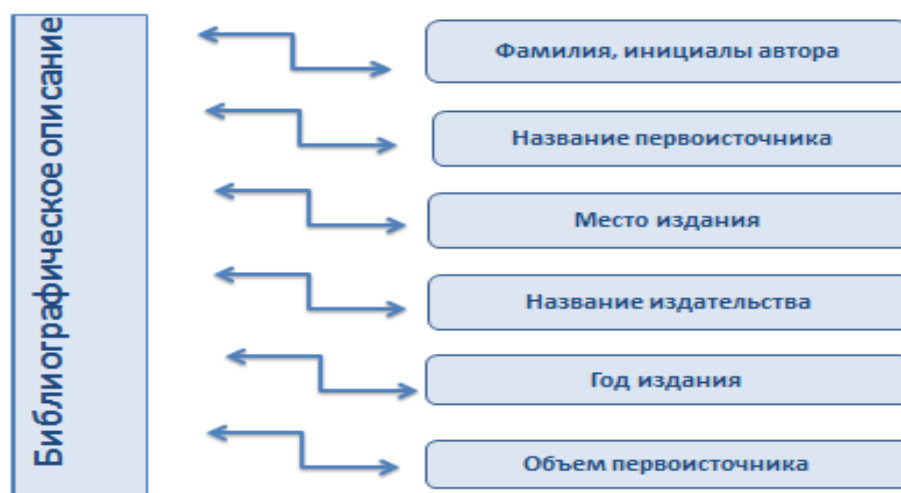 Библиографическое описание
Фамилия, инициалы автора
Название первоисточника
Место издания
Название издательства
Год издания
Объем первоисточника